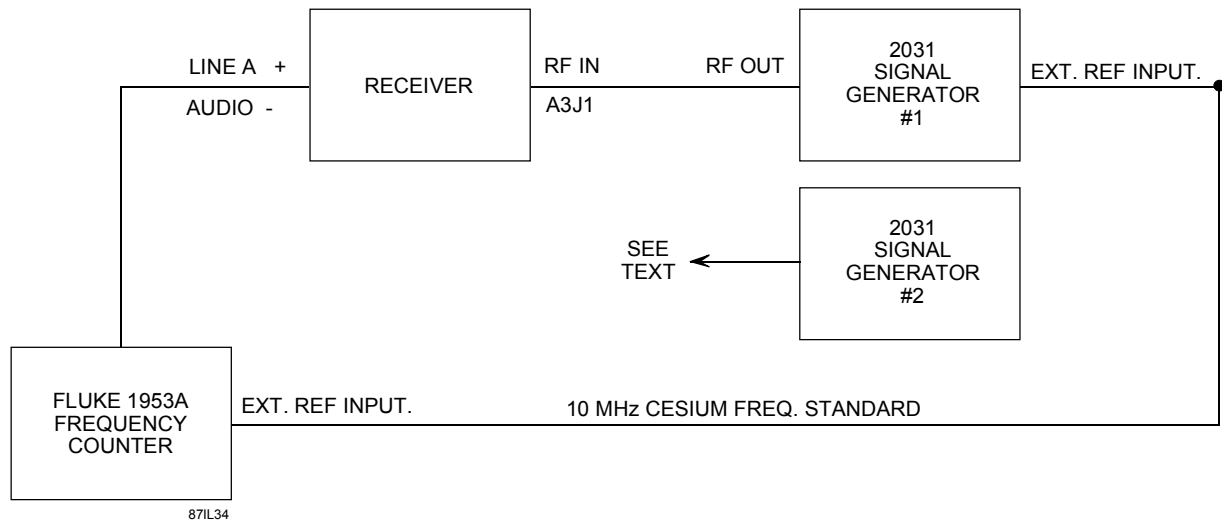 LINE A +
AUDIO -
RECEIVER
RF IN
A3J1
RF OUT
2031
SIGNAL
GENERATOR
#1
EXT. REF INPUT.
SEE
TEXT
2031
SIGNAL
GENERATOR
#2
FLUKE 1953A
FREQUENCY
COUNTER
EXT. REF INPUT.
10 MHz CESIUM FREQ. STANDARD
87IL34